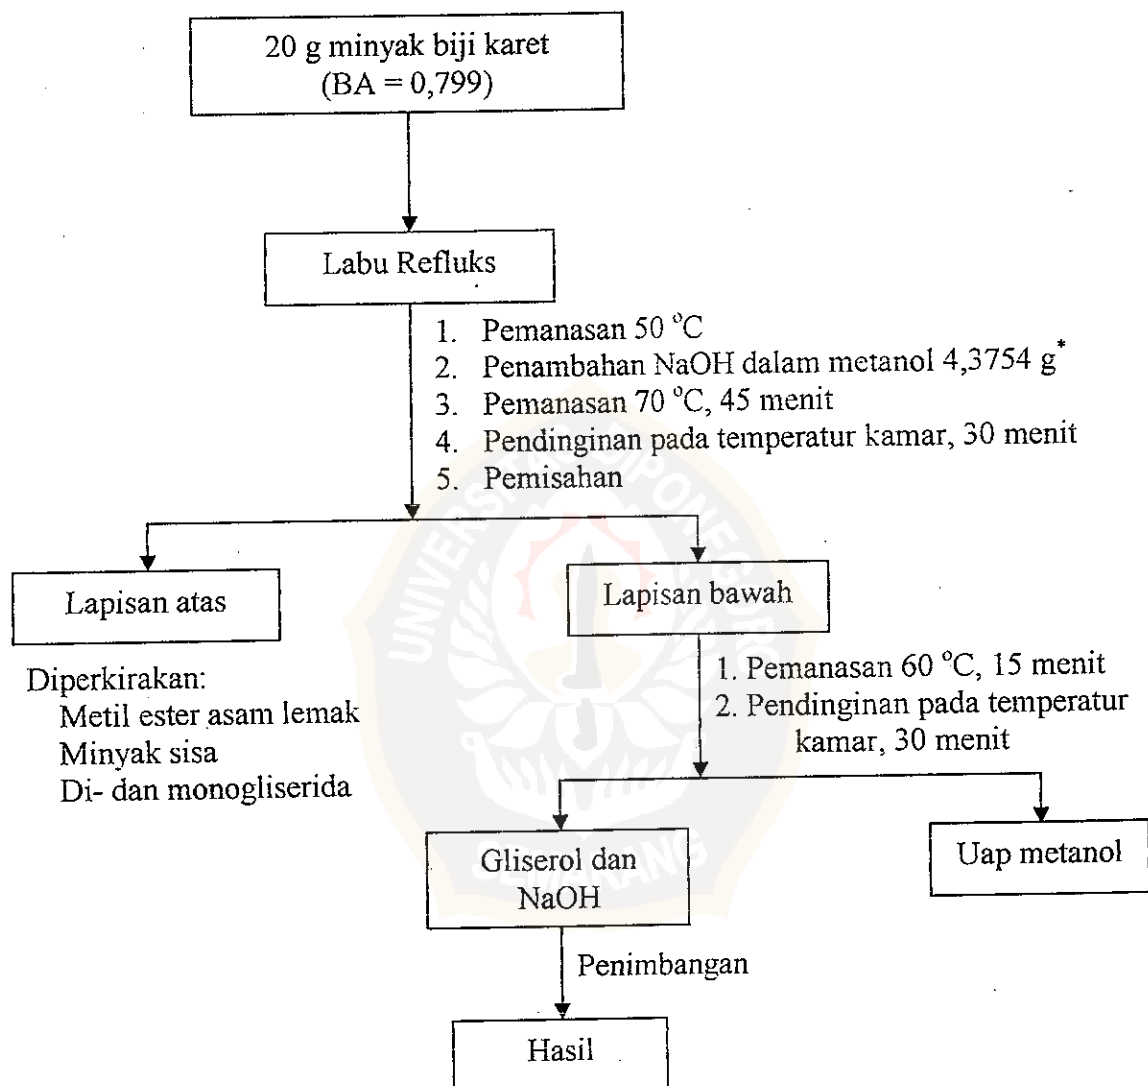 20 g minyak biji karet
(BA = 0,799)
Labu Refluks
1. Pemanasan 50 °C
2. Penambahan NaOH dalam metanol 4,3754 g*
3. Pemanasan 70 °C, 45 menit
4. Pendinginan pada temperatur kamar, 30 menit
5. Pemisahan
Lapisan atas
Lapisan bawah
Diperkirakan:
Metil ester asam lemak
Minyak sisa
Di- dan monogliserida
1. Pemanasan 60 °C, 15 menit
2. Pendinginan pada temperatur
kamar, 30 menit
Gliserol dan
NaOH
Uap metanol
Penimbangan
Hasil
UNIVERSITAS DIPONEGORO
SEMARANG